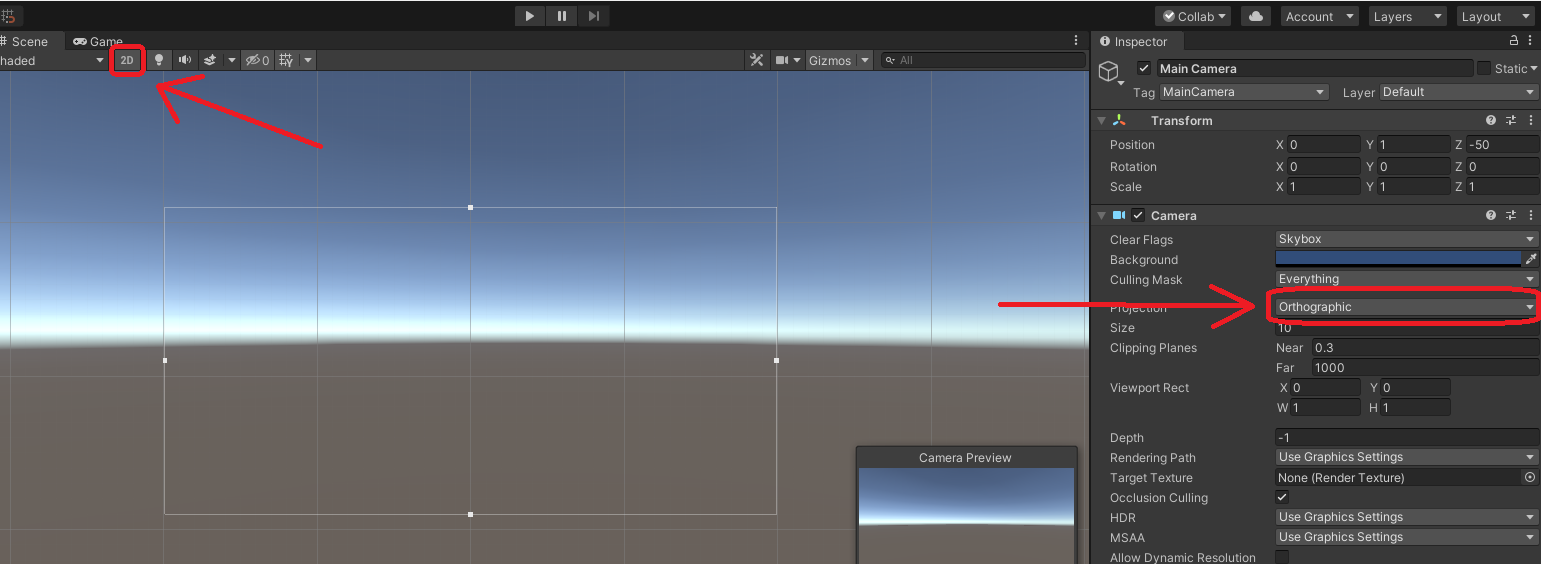 Collab Account Layers Layout
Scene Game Inspector
haded 2D 0 Gizmos All
Main Camera Static
Tag MainCamera Layer Default
Transform
Position X 0 Y 1 Z -50
Rotation X 0 Y 0 Z 0
Scale X 1 Y 1 Z 1
Camera
Clear Flags Skybox
Background
Culling Mask Everything
Projection Orthographic
Size 10
Clipping Planes Near 0.3
Far 1000
Viewport Rect X 0 Y 0
W 1 H 1
Depth -1
Camera Preview
Rendering Path Use Graphics Settings
Target Texture None (Render Texture)
Occlusion Culling
HDR Use Graphics Settings
MSAA Use Graphics Settings
Allow Dynamic Resolution